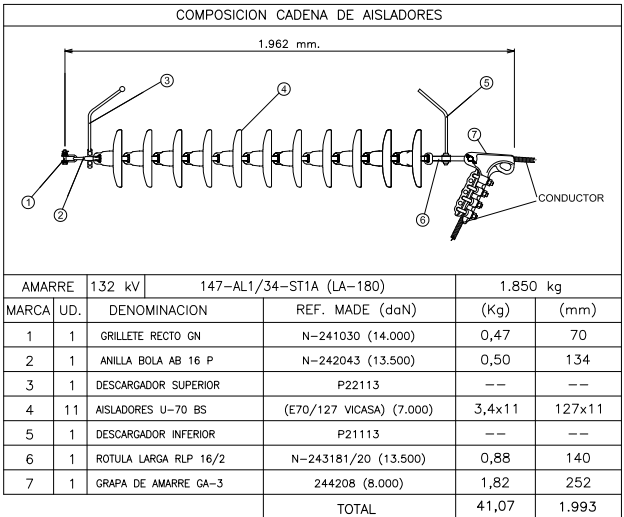 COMPOSICION CADENA DE AISLADORES
1.962 mm.
3
4
5
7
1
2
6
CONDUCTOR
AMARRE 132 kV 147-AL1/34-ST1A (LA-180) 1.850 kg
MARCA UD. DENOMINACION REF. MADE (daN) (Kg) (mm)
1 1 GRILLETE RECTO GN N-241030 (14.000) 0,47 70
2 1 ANILLA BOLA AB 16 P N-242043 (13.500) 0,50 134
3 1 DESCARGADOR SUPERIOR P22113 -- --
4 11 AISLADORES U-70 BS (E70/127 VICASA) (7.000) 3,4x11 127x11
5 1 DESCARGADOR INFERIOR P21113 -- --
6 1 ROTULA LARGA RLP 16/2 N-243181/20 (13.500) 0,88 140
7 1 GRAPA DE AMARRE GA-3 244208 (8.000) 1,82 252
TOTAL 41,07 1.993